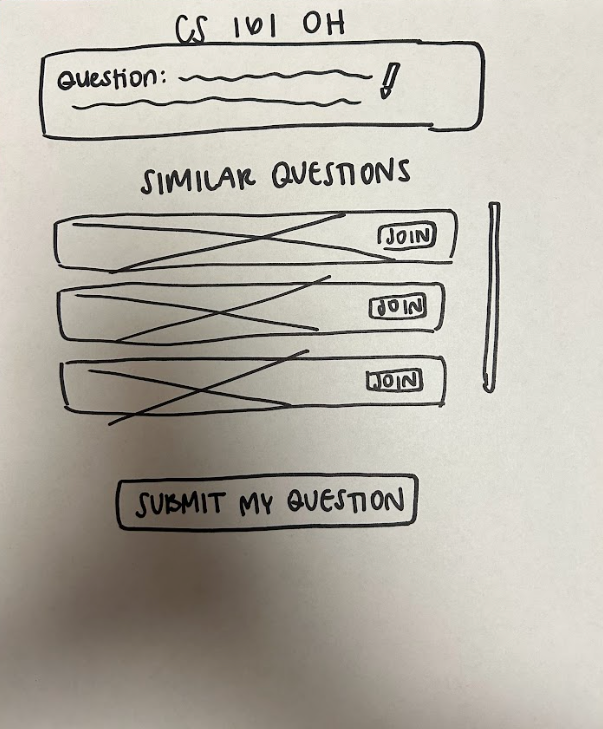 CS 161 OH
Question:
SIMILAR QUESTIONS
JOIN
JOIN
JOIN
SUBMIT MY QUESTION